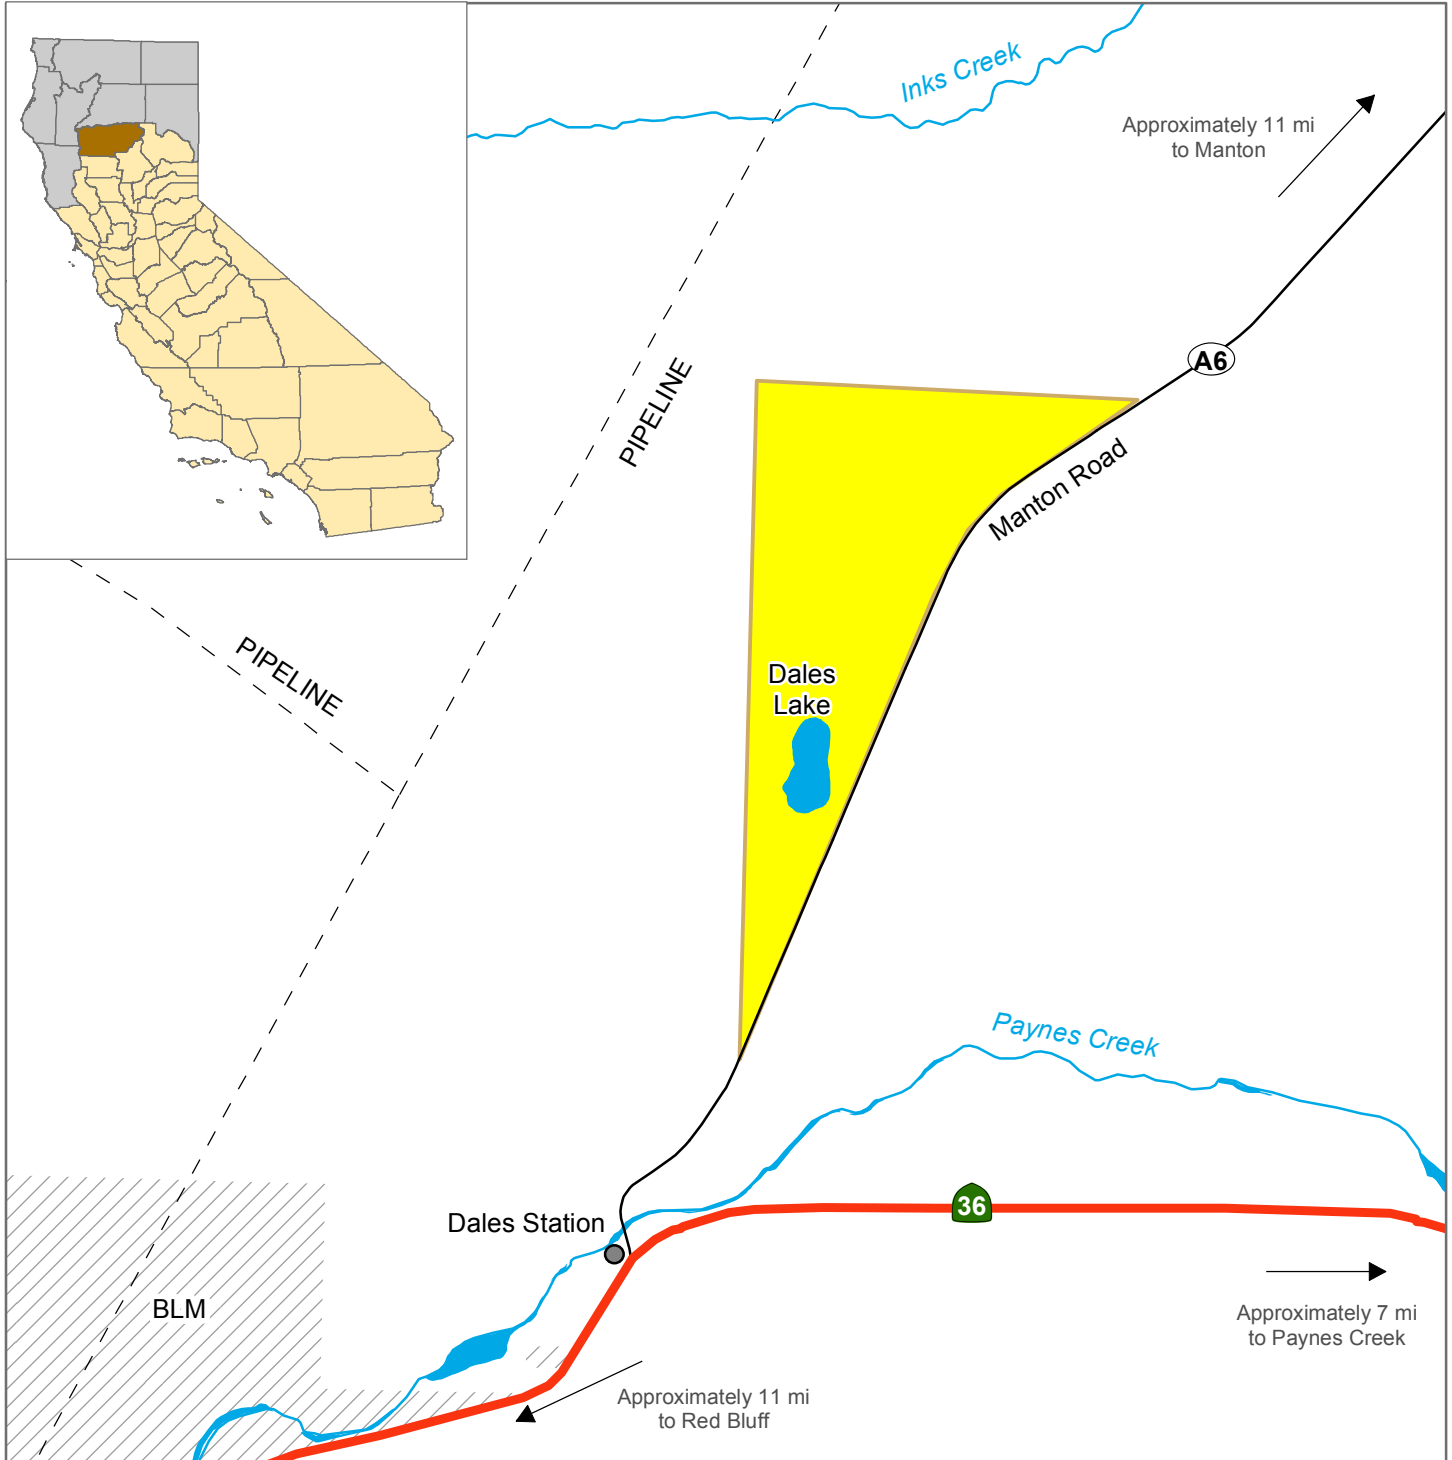 Inks Creek
Approximately 11 mi
to Manton
A6
PIPELINE
Manton Road
PIPELINE
Dales
Lake
Paynes Creek
36
Dales Station
BLM
Approximately 7 mi
to Paynes Creek
Approximately 11 mi
to Red Bluff